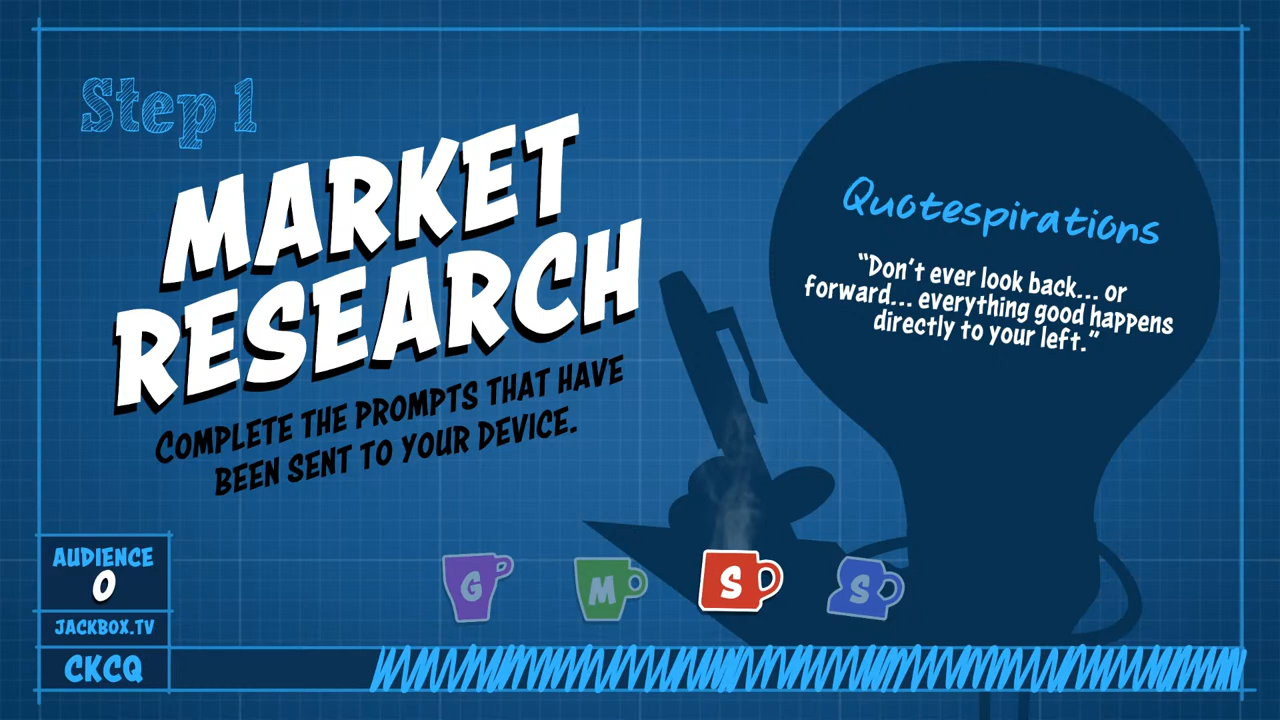 Step 1
MARKET
RESEARCH
COMPLETE THE PROMPTS THAT HAVE
BEEN SENT TO YOUR DEVICE.
Quotespirations
“Don’t ever look back... or
forward... everything good happens
directly to your left.”
G
M
S
S
AUDIENCE
0
JACKBOX.TV
CKCQ